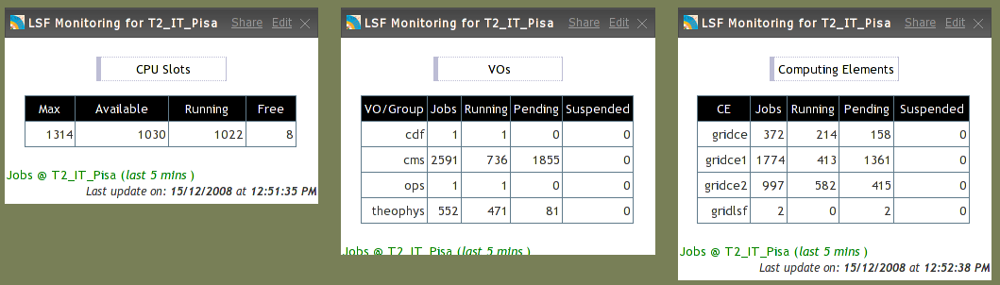 LSF Monitoring for T2_IT_Pisa Share Edit
CPU Slots
Max Available Running Free
1314 1030 1022 8
Jobs @ T2_IT_Pisa (last 5 mins )
Last update on: 15/12/2008 at 12:51:35 PM
LSF Monitoring for T2_IT_Pisa Share Edit
VOs
VO/Group Jobs Running Pending Suspended
cdf 1 1 0 0
cms 2591 736 1855 0
ops 1 1 0 0
theophys 552 471 81 0
Jobs @ T2_IT_Pisa (last 5 mins )
LSF Monitoring for T2_IT_Pisa Share Edit
Computing Elements
CE Jobs Running Pending Suspended
gridce 372 214 158 0
gridce1 1774 413 1361 0
gridce2 997 582 415 0
gridlsf 2 0 2 0
Jobs @ T2_IT_Pisa (last 5 mins )
Last update on: 15/12/2008 at 12:52:38 PM